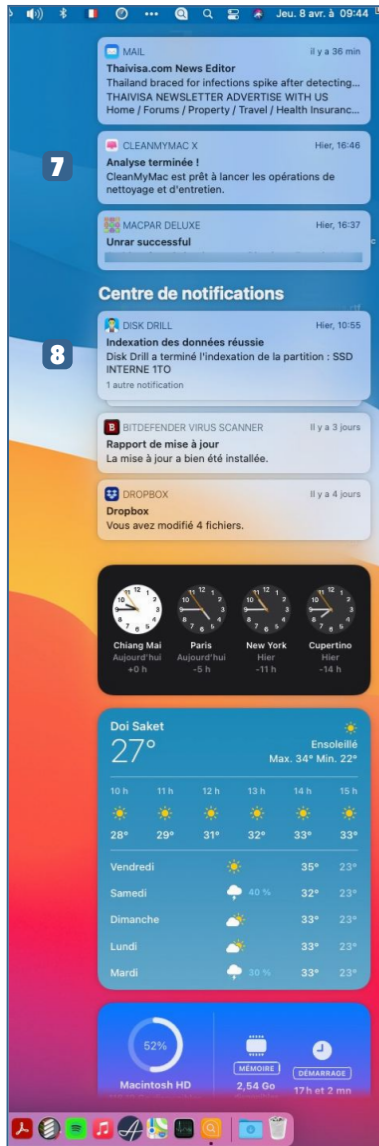 Jeu. 8 avr. à 09:44
MAIL
il y a 36 min
Thaivisa.com News Editor
Thailand braced for infections spike after detecting...
THAIVISA NEWSLETTER ADVERTISE WITH US
Home / Forums / Property / Travel / Health Insuranc...
7
CLEANMYMAC X
Hier, 16:46
Analyse terminée !
CleanMyMac est prêt à lancer les opérations de
nettoyage et d'entretien.
MACPAR DELUXE
Hier, 16:37
Unrar successful
Centre de notifications
8
DISK DRILL
Hier, 10:55
Indexation des données réussie
Disk Drill a terminé l'indexation de la partition : SSD
INTERNE 1TO
1 autre notification
BITDEFENDER VIRUS SCANNER
Il y a 3 jours
Rapport de mise à jour
La mise à jour a bien été installée.
DROPBOX
Il y a 4 jours
Dropbox
Vous avez modifié 4 fichiers.
Chiang Mai Paris New York Cupertino
Aujourd'hui Aujourd'hui Hier Hier
+0 h -5 h -11 h -14 h
Doi Saket
27°
Ensoleillé
Max. 34° Min. 22°
10 h 11 h 12 h 13 h 14 h 15 h
28° 29° 31° 32° 33° 33°
Vendredi 35° 23°
Samedi 40 % 32° 23°
Dimanche 33° 23°
Lundi 33° 23°
Mardi 30 % 33° 23°
52%
Macintosh HD
MÉMOIRE
2,54 Go
DÉMARRAGE
17 h et 2 mn